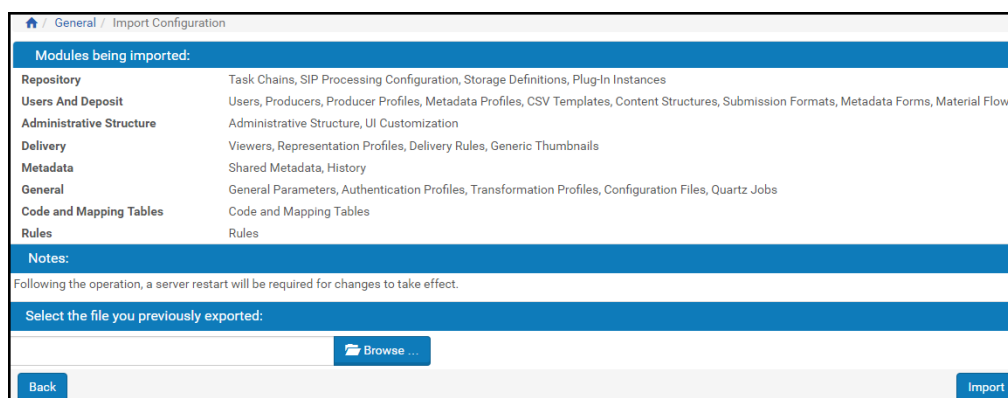 / General / Import Configuration
Modules being imported:
Repository Task Chains, SIP Processing Configuration, Storage Definitions, Plug-In Instances
Users And Deposit Users, Producers, Producer Profiles, Metadata Profiles, CSV Templates, Content Structures, Submission Formats, Metadata Forms, Material Flow
Administrative Structure Administrative Structure, UI Customization
Delivery Viewers, Representation Profiles, Delivery Rules, Generic Thumbnails
Metadata Shared Metadata, History
General General Parameters, Authentication Profiles, Transformation Profiles, Configuration Files, Quartz Jobs
Code and Mapping Tables Code and Mapping Tables
Rules Rules
Notes:
Following the operation, a server restart will be required for changes to take effect.
Select the file you previously exported:
Browse ...
Back Import